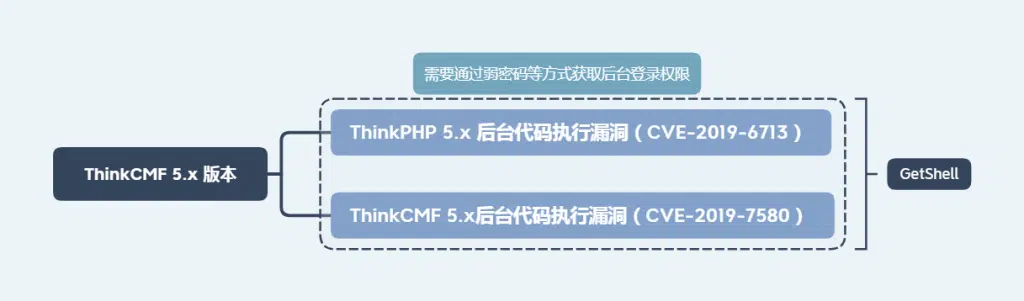 需要通过弱密码等方式获取后台登录权限
ThinkPHP 5.x 后台代码执行漏洞（CVE-2019-6713）
ThinkCMF 5.x 版本
GetShell
ThinkCMF 5.x后台代码执行漏洞（CVE-2019-7580）